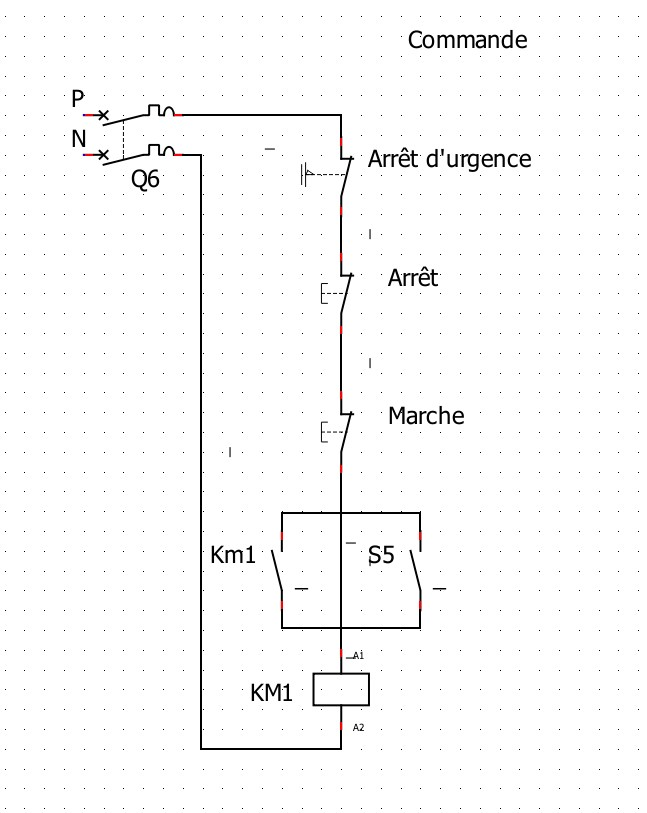 Commande
P
N
Q6
Arrêt d'urgence
Arrêt
Marche
Km1
S5
A1
KM1
A2